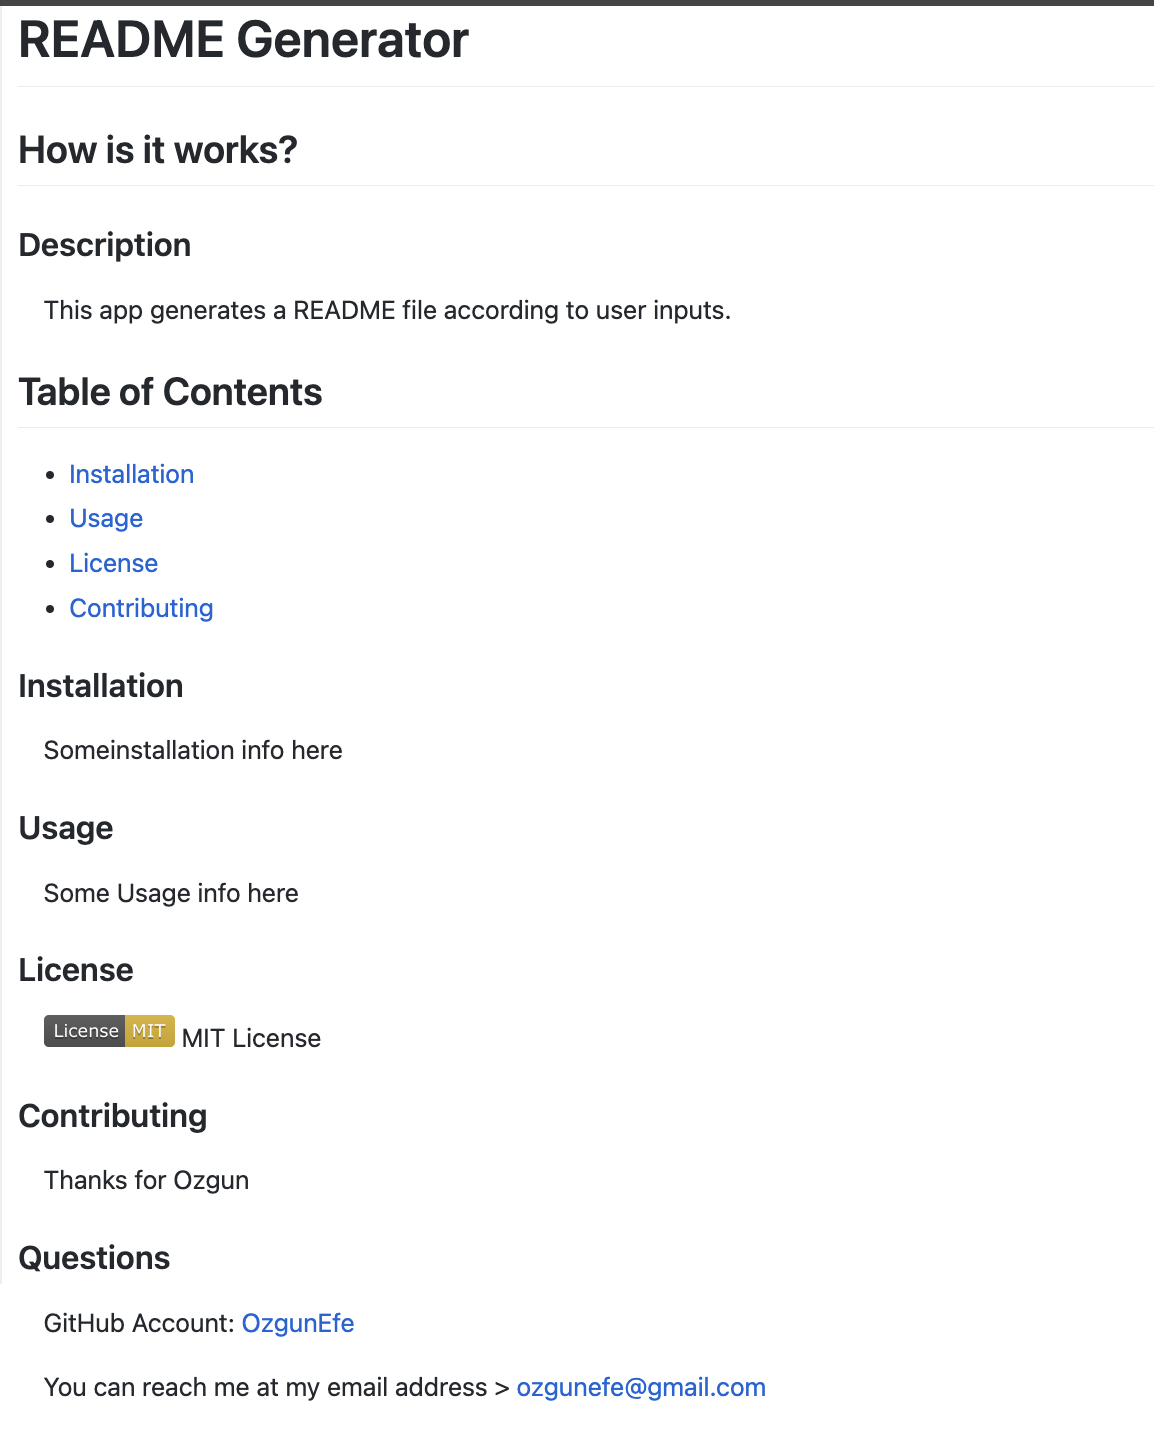 README Generator
How is it works?
Description
This app generates a README file according to user inputs.
Table of Contents
Installation
Usage
License
Contributing
Installation
Someinstallation info here
Usage
Some Usage info here
License
License MIT MIT License
Contributing
Thanks for Ozgun
Questions
GitHub Account: OzgunEfe
You can reach me at my email address > ozgunefe@gmail.com